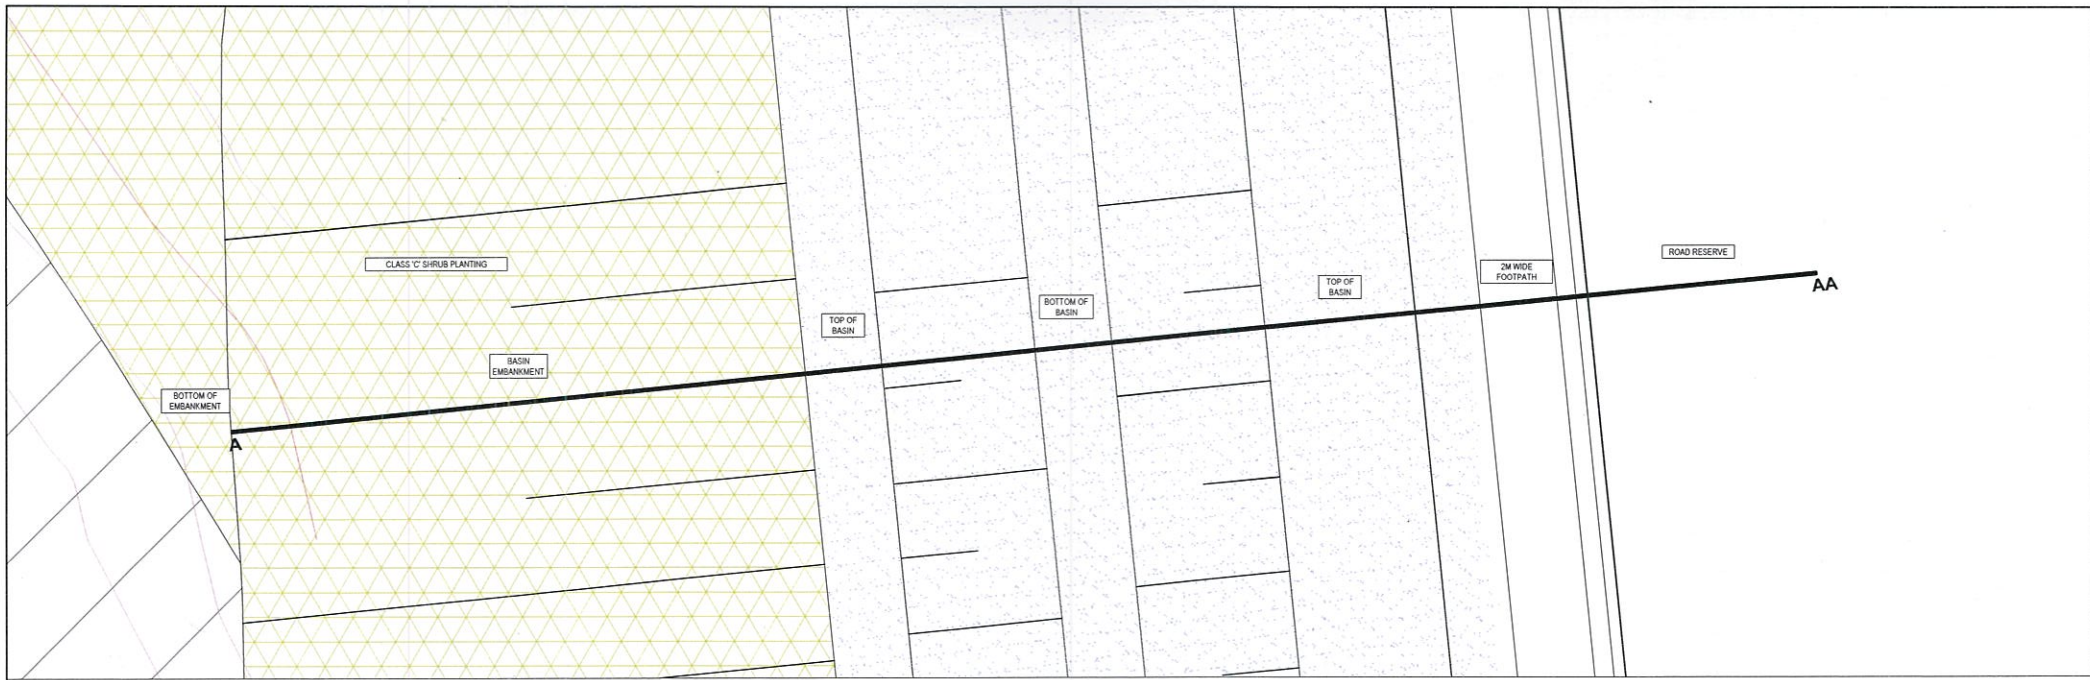 ROAD RESERVE
CLASS 'C' SHRUB PLANTING
2M WIDE
FOOTPATH
TOP OF
BASIN
BOTTOM OF
BASIN
TOP OF
BASIN
BASIN
EMBANKMENT
BOTTOM OF
EMBANKMENT
A
AA